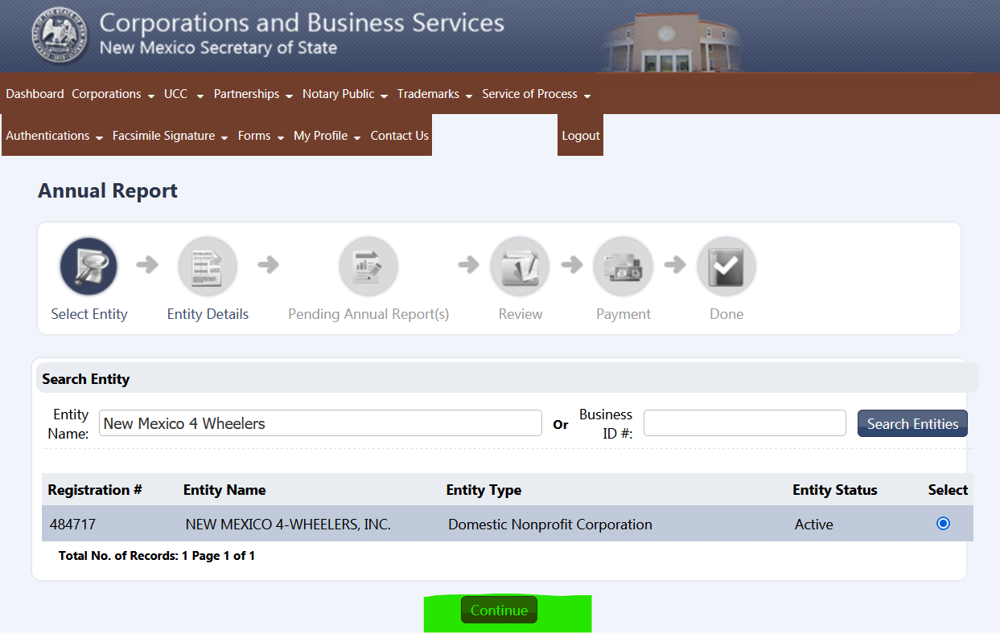 Corporations and Business Services
New Mexico Secretary of State
Dashboard Corporations UCC Partnerships Notary Public Trademarks Service of Process
Authentications Facsimile Signature Forms My Profile Contact Us Logout
Annual Report
Select Entity Entity Details Pending Annual Report(s) Review Payment Done
Search Entity
Entity Name: New Mexico 4 Wheelers Or Business ID #: Search Entities
Registration # Entity Name Entity Type Entity Status Select
484717 NEW MEXICO 4-WHEELERS, INC. Domestic Nonprofit Corporation Active
Total No. of Records: 1 Page 1 of 1
Continue